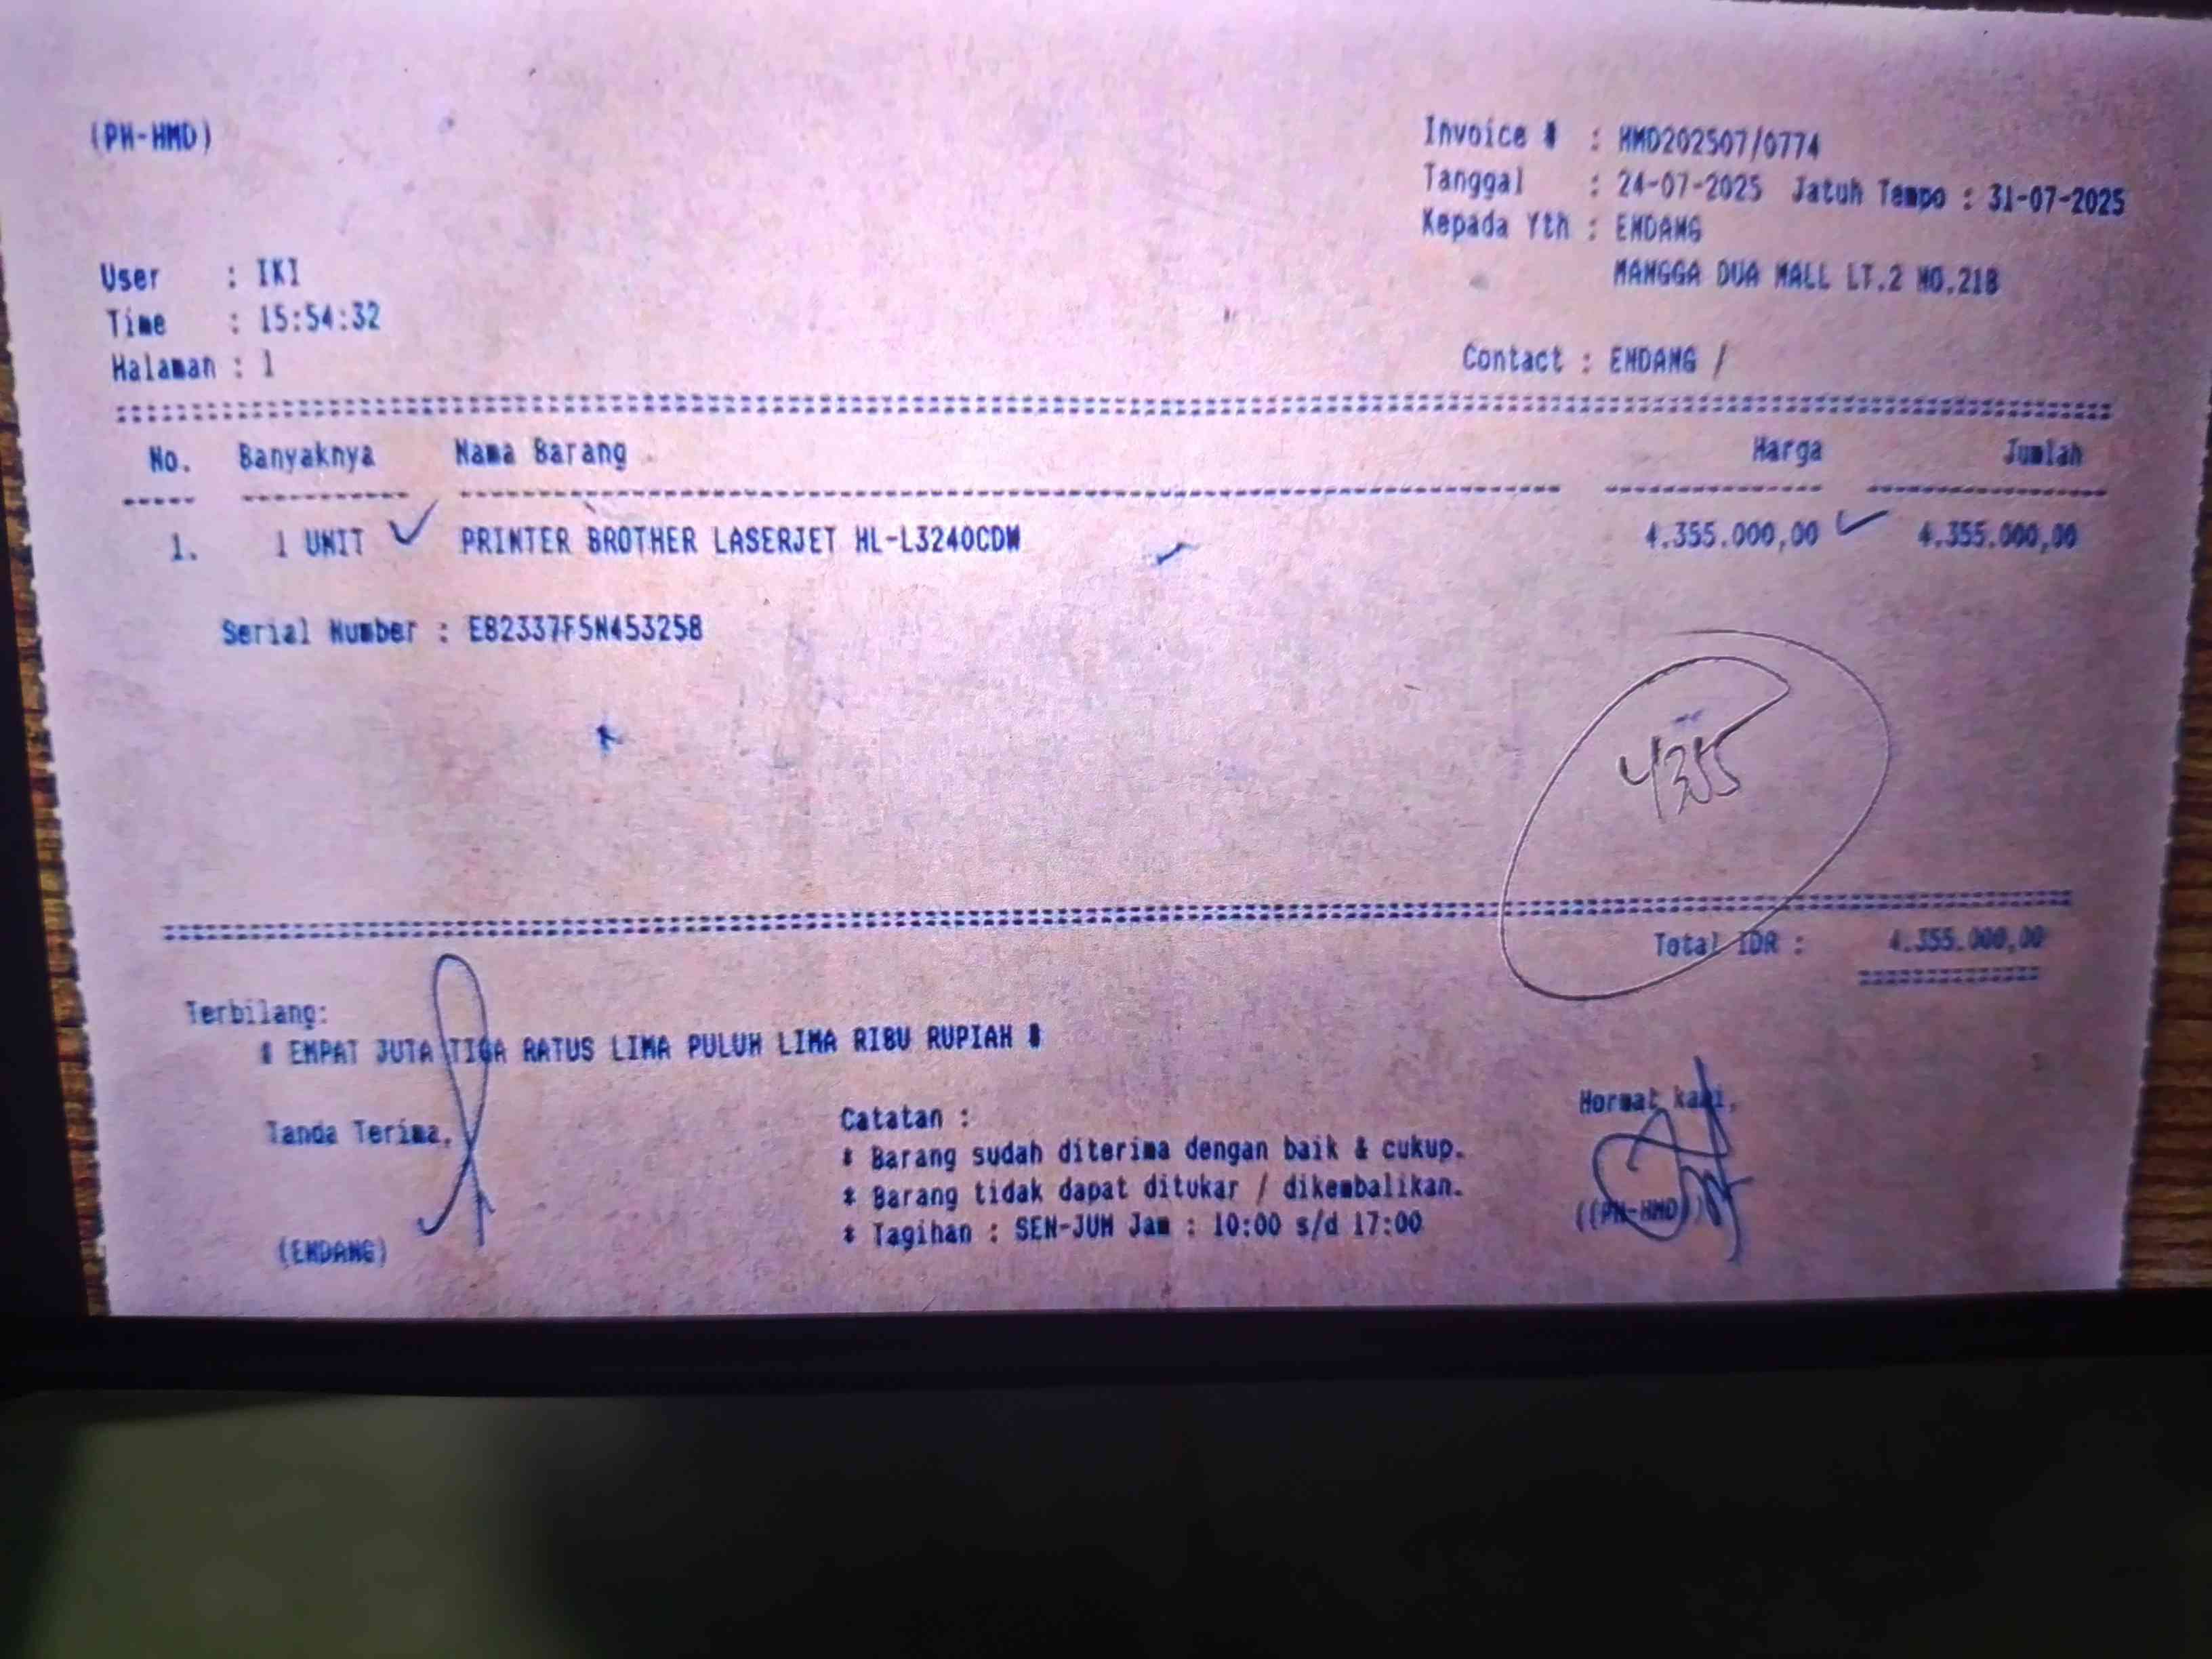 (PH-HMD)
Invoice # : HMD202507/0774
Tanggal : 24-07-2025 Jatuh Tempo : 31-07-2025
Kepada Yth : ENDANG
MANGGA DUA MALL LT.2 NO.21B
User : IKI
Time : 15:54:32
Halaman : 1
Contact : ENDANG /
No. Banyaknya Nama Barang Harga Jumlah
1. 1 UNIT PRINTER BROTHER LASERJET HL-L3240CDW 4.355.000,00 4.355.000,00
Serial Number : E82337F5N453258
4355
Total IDR : 4.355.000,00
Terbilang:
# EMPAT JUTA TIGA RATUS LIMA PULUH LIMA RIBU RUPIAH #
Tanda Terima,
Catatan :
* Barang sudah diterima dengan baik & cukup.
* Barang tidak dapat ditukar / dikembalikan.
* Tagihan : SEN-JUM Jam : 10:00 s/d 17:00
(ENDANG)
Hormat kami,
((PH-HMD))